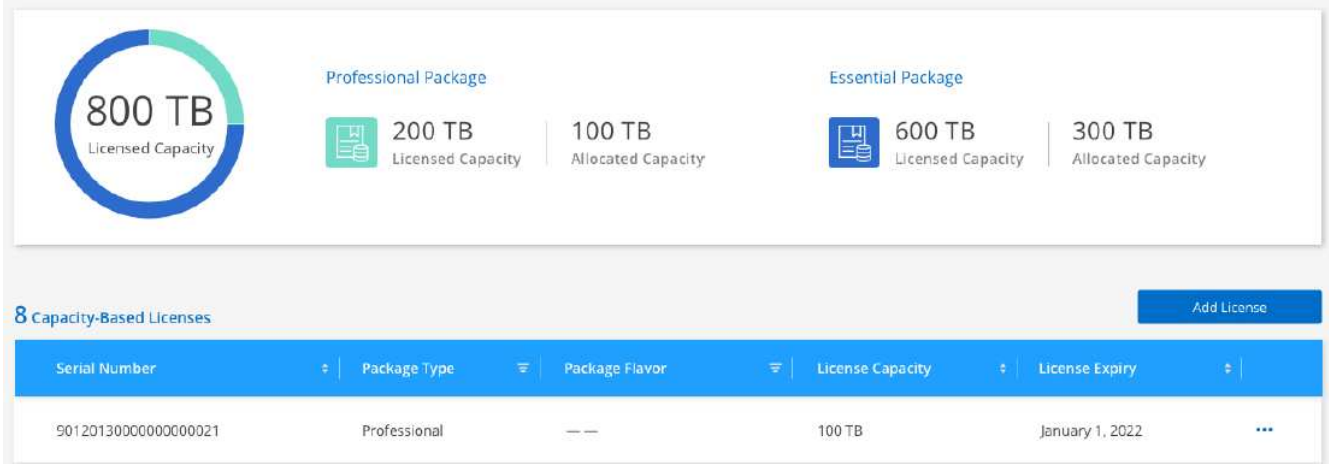 800 TB
Licensed Capacity
Professional Package
200 TB
Licensed Capacity
100 TB
Allocated Capacity
Essential Package
600 TB
Licensed Capacity
300 TB
Allocated Capacity
8 Capacity-Based Licenses
Add License
Serial Number Package Type Package Flavor License Capacity License Expiry
90120130000000000021 Professional — — 100 TB January 1, 2022 •••